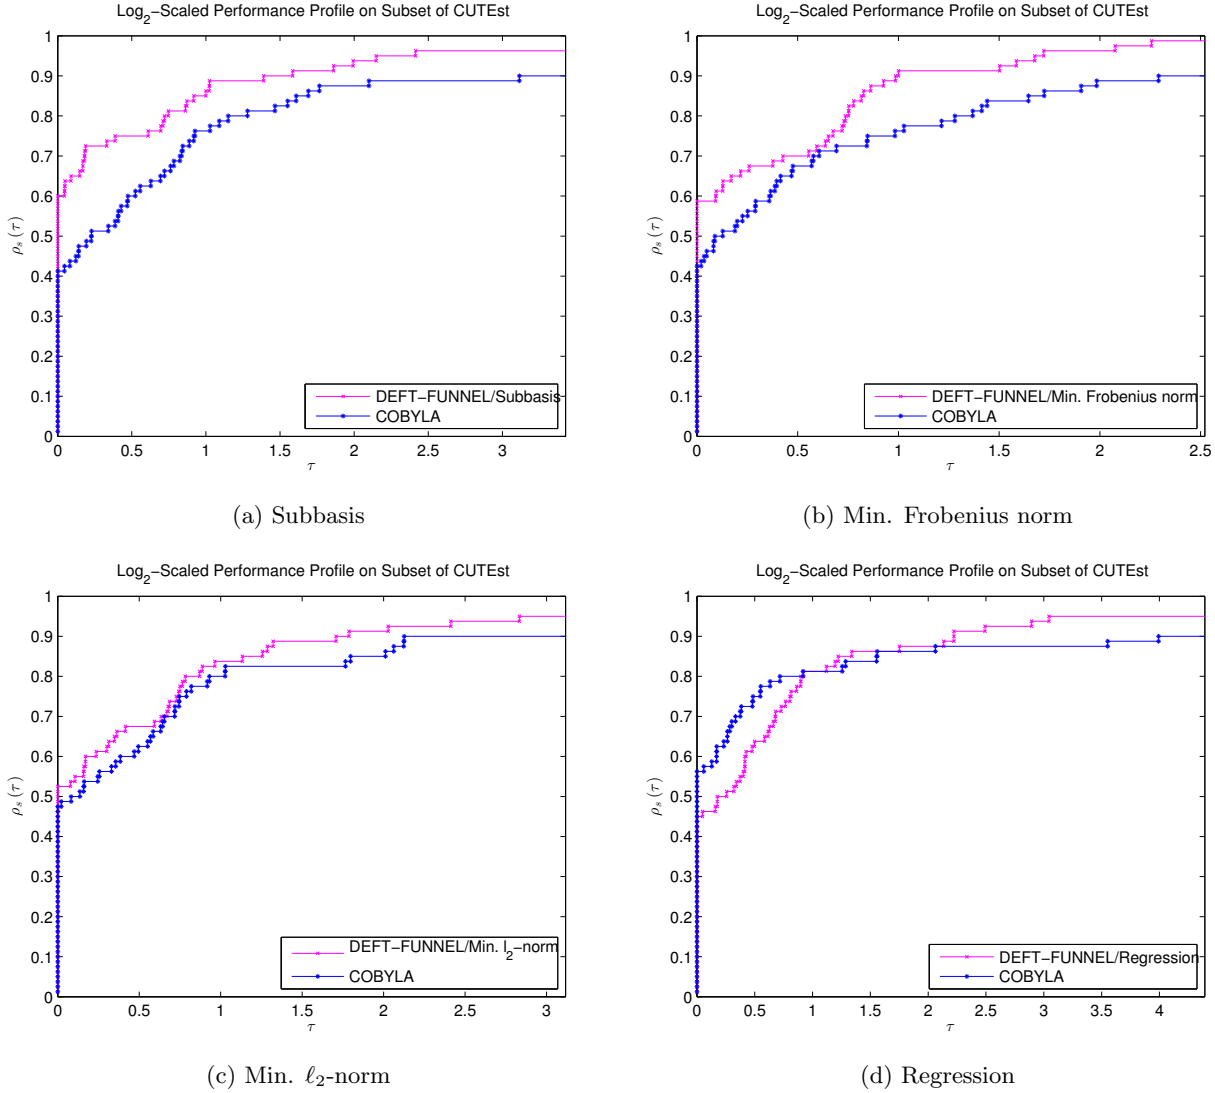 Log2−Scaled Performance Profile on Subset of CUTEst
1
0.9
0.8
0.7
0.6
0.5
0.4
0.3
0.2
0.1
0
ρs(τ)
DEFT−FUNNEL/Subbasis
COBYLA
0 0.5 1 1.5 2 2.5 3
τ
(a) Subbasis
Log2−Scaled Performance Profile on Subset of CUTEst
1
0.9
0.8
0.7
0.6
0.5
0.4
0.3
0.2
0.1
0
ρs(τ)
DEFT−FUNNEL/Min. Frobenius norm
COBYLA
0 0.5 1 1.5 2 2.5
τ
(b) Min. Frobenius norm
Log2−Scaled Performance Profile on Subset of CUTEst
1
0.9
0.8
0.7
0.6
0.5
0.4
0.3
0.2
0.1
0
ρs(τ)
DEFT−FUNNEL/Min. l2−norm
COBYLA
0 0.5 1 1.5 2 2.5 3
τ
(c) Min. ℓ2-norm
Log2−Scaled Performance Profile on Subset of CUTEst
1
0.9
0.8
0.7
0.6
0.5
0.4
0.3
0.2
0.1
0
ρs(τ)
DEFT−FUNNEL/Regression
COBYLA
0 0.5 1 1.5 2 2.5 3 3.5 4
τ
(d) Regression